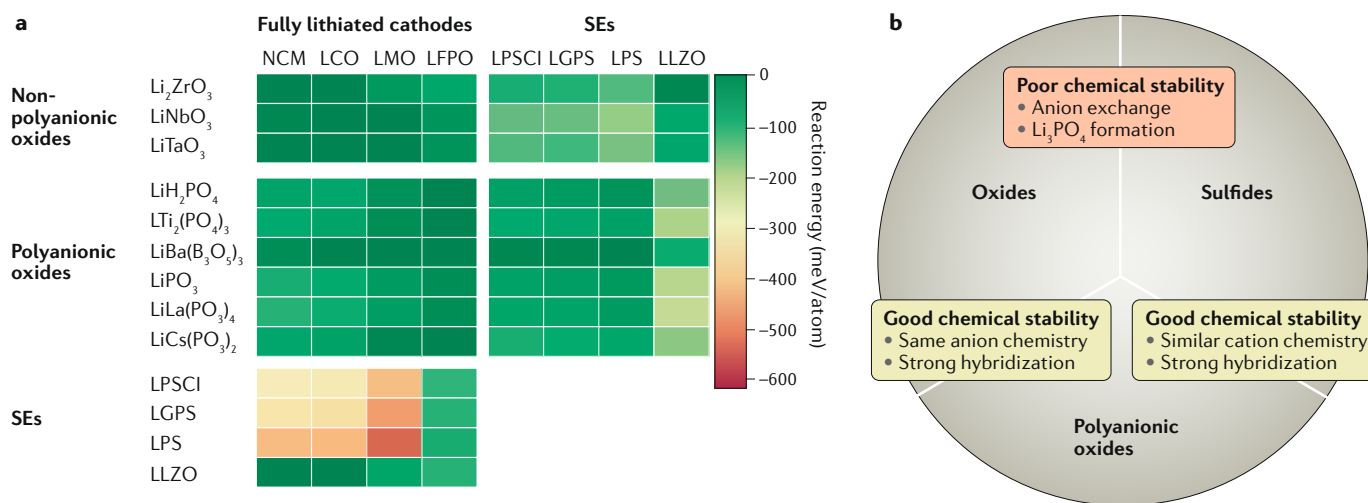 a
Fully lithiated cathodes
SEs
NCM LCO LMO LFPO
LPSCI LGPS LPS LLZO
Non-
polyanionic
oxides
Li₂ZrO₃
LiNbO₃
LiTaO₃
Polyanionic
oxides
LiH₂PO₄
LTi₂(PO₄)₃
LiBa(B₃O₅)₃
LiPO₃
LiLa(PO₃)₄
LiCs(PO₃)₂
SEs
LPSCI
LGPS
LPS
LLZO
0
−100
−200
−300
−400
−500
−600
Reaction energy (meV/atom)
b
Poor chemical stability
• Anion exchange
• Li₃PO₄ formation
Oxides
Sulfides
Good chemical stability
• Same anion chemistry
• Strong hybridization
Good chemical stability
• Similar cation chemistry
• Strong hybridization
Polyanionic
oxides